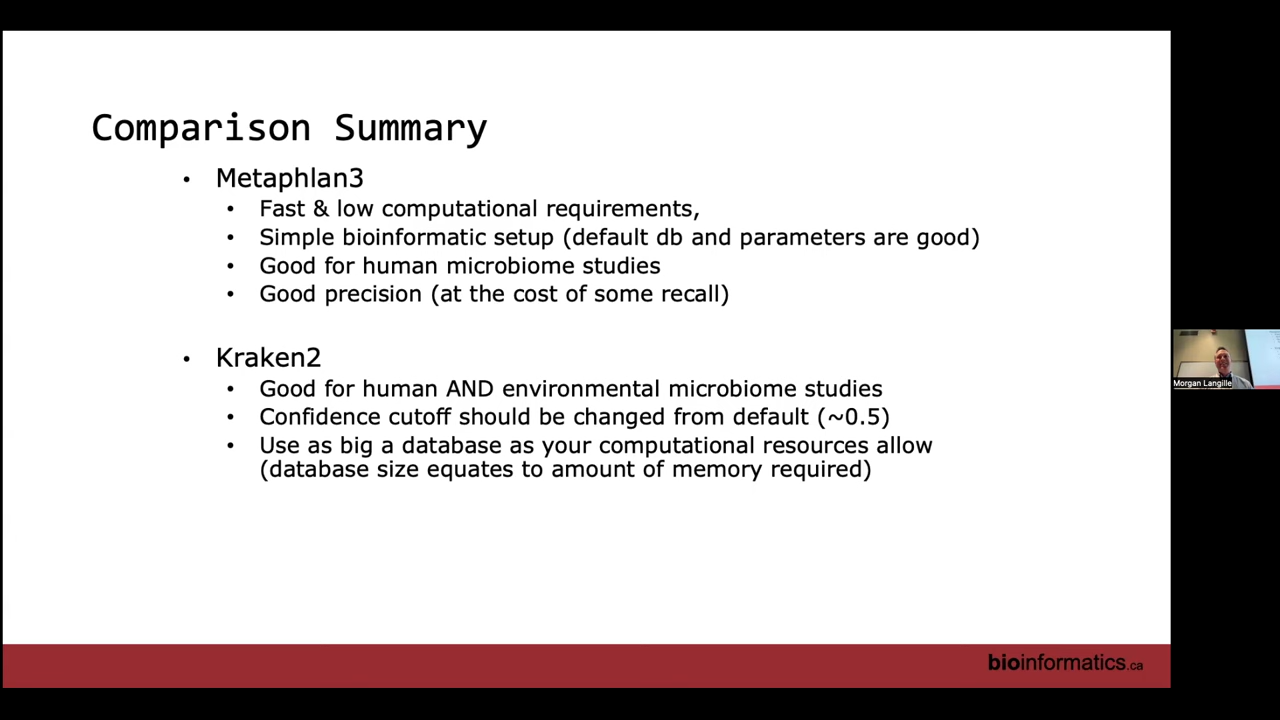 Comparison Summary
• Metaphlan3
• Fast & low computational requirements,
• Simple bioinformatic setup (default db and parameters are good)
• Good for human microbiome studies
• Good precision (at the cost of some recall)
• Kraken2
• Good for human AND environmental microbiome studies
• Confidence cutoff should be changed from default (~0.5)
• Use as big a database as your computational resources allow
(database size equates to amount of memory required)
Morgan Langille
bioinformatics.ca